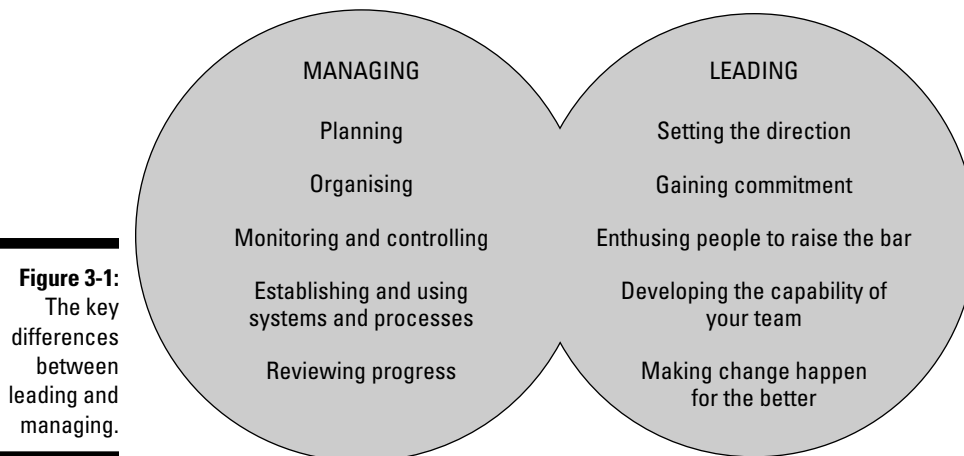 MANAGING
Planning
Organising
Monitoring and controlling
Establishing and using
systems and processes
Reviewing progress
LEADING
Setting the direction
Gaining commitment
Enthusing people to raise the bar
Developing the capability of
your team
Making change happen
for the better
Figure 3-1:
The key
differences
between
leading and
managing.